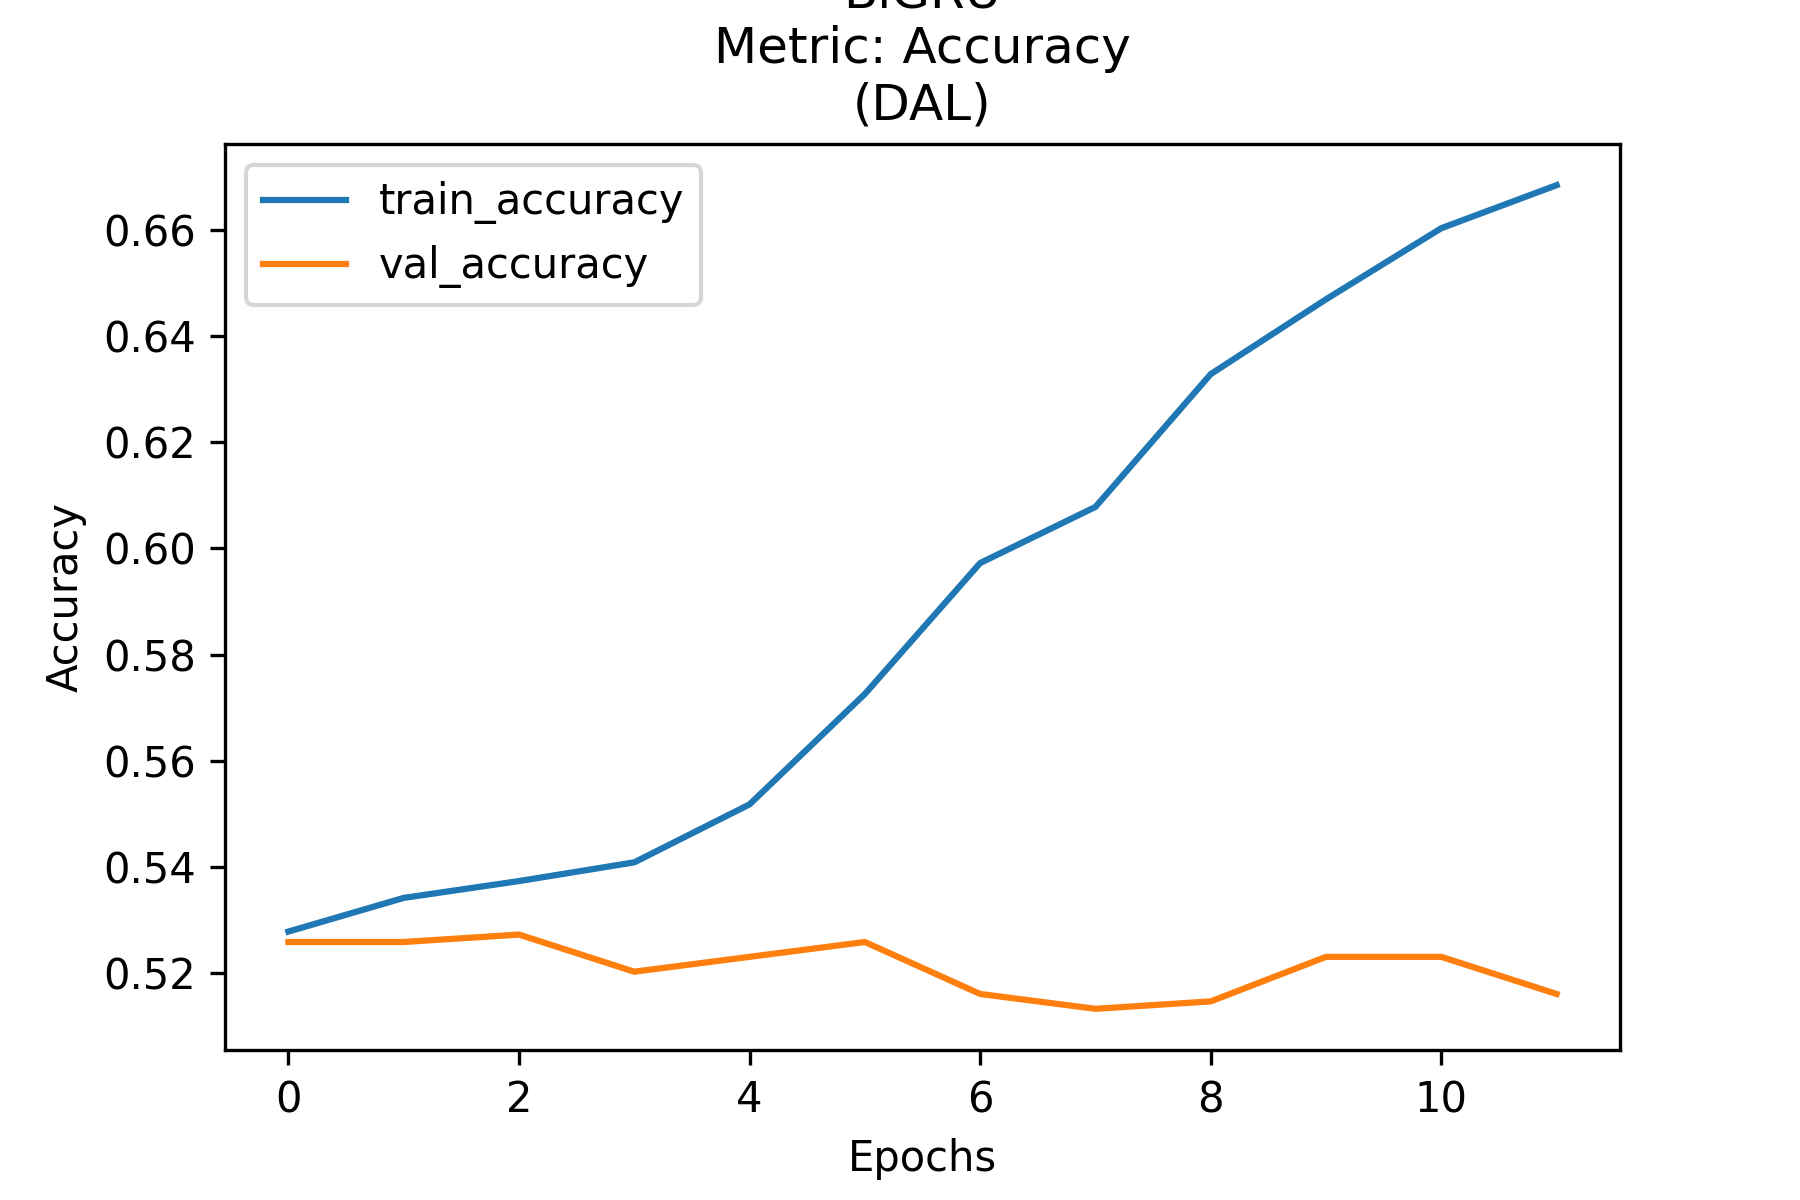 BiGRU
Metric: Accuracy
(DAL)
train_accuracy
val_accuracy
0.66
0.64
0.62
0.60
0.58
0.56
0.54
0.52
Accuracy
0 2 4 6 8 10
Epochs